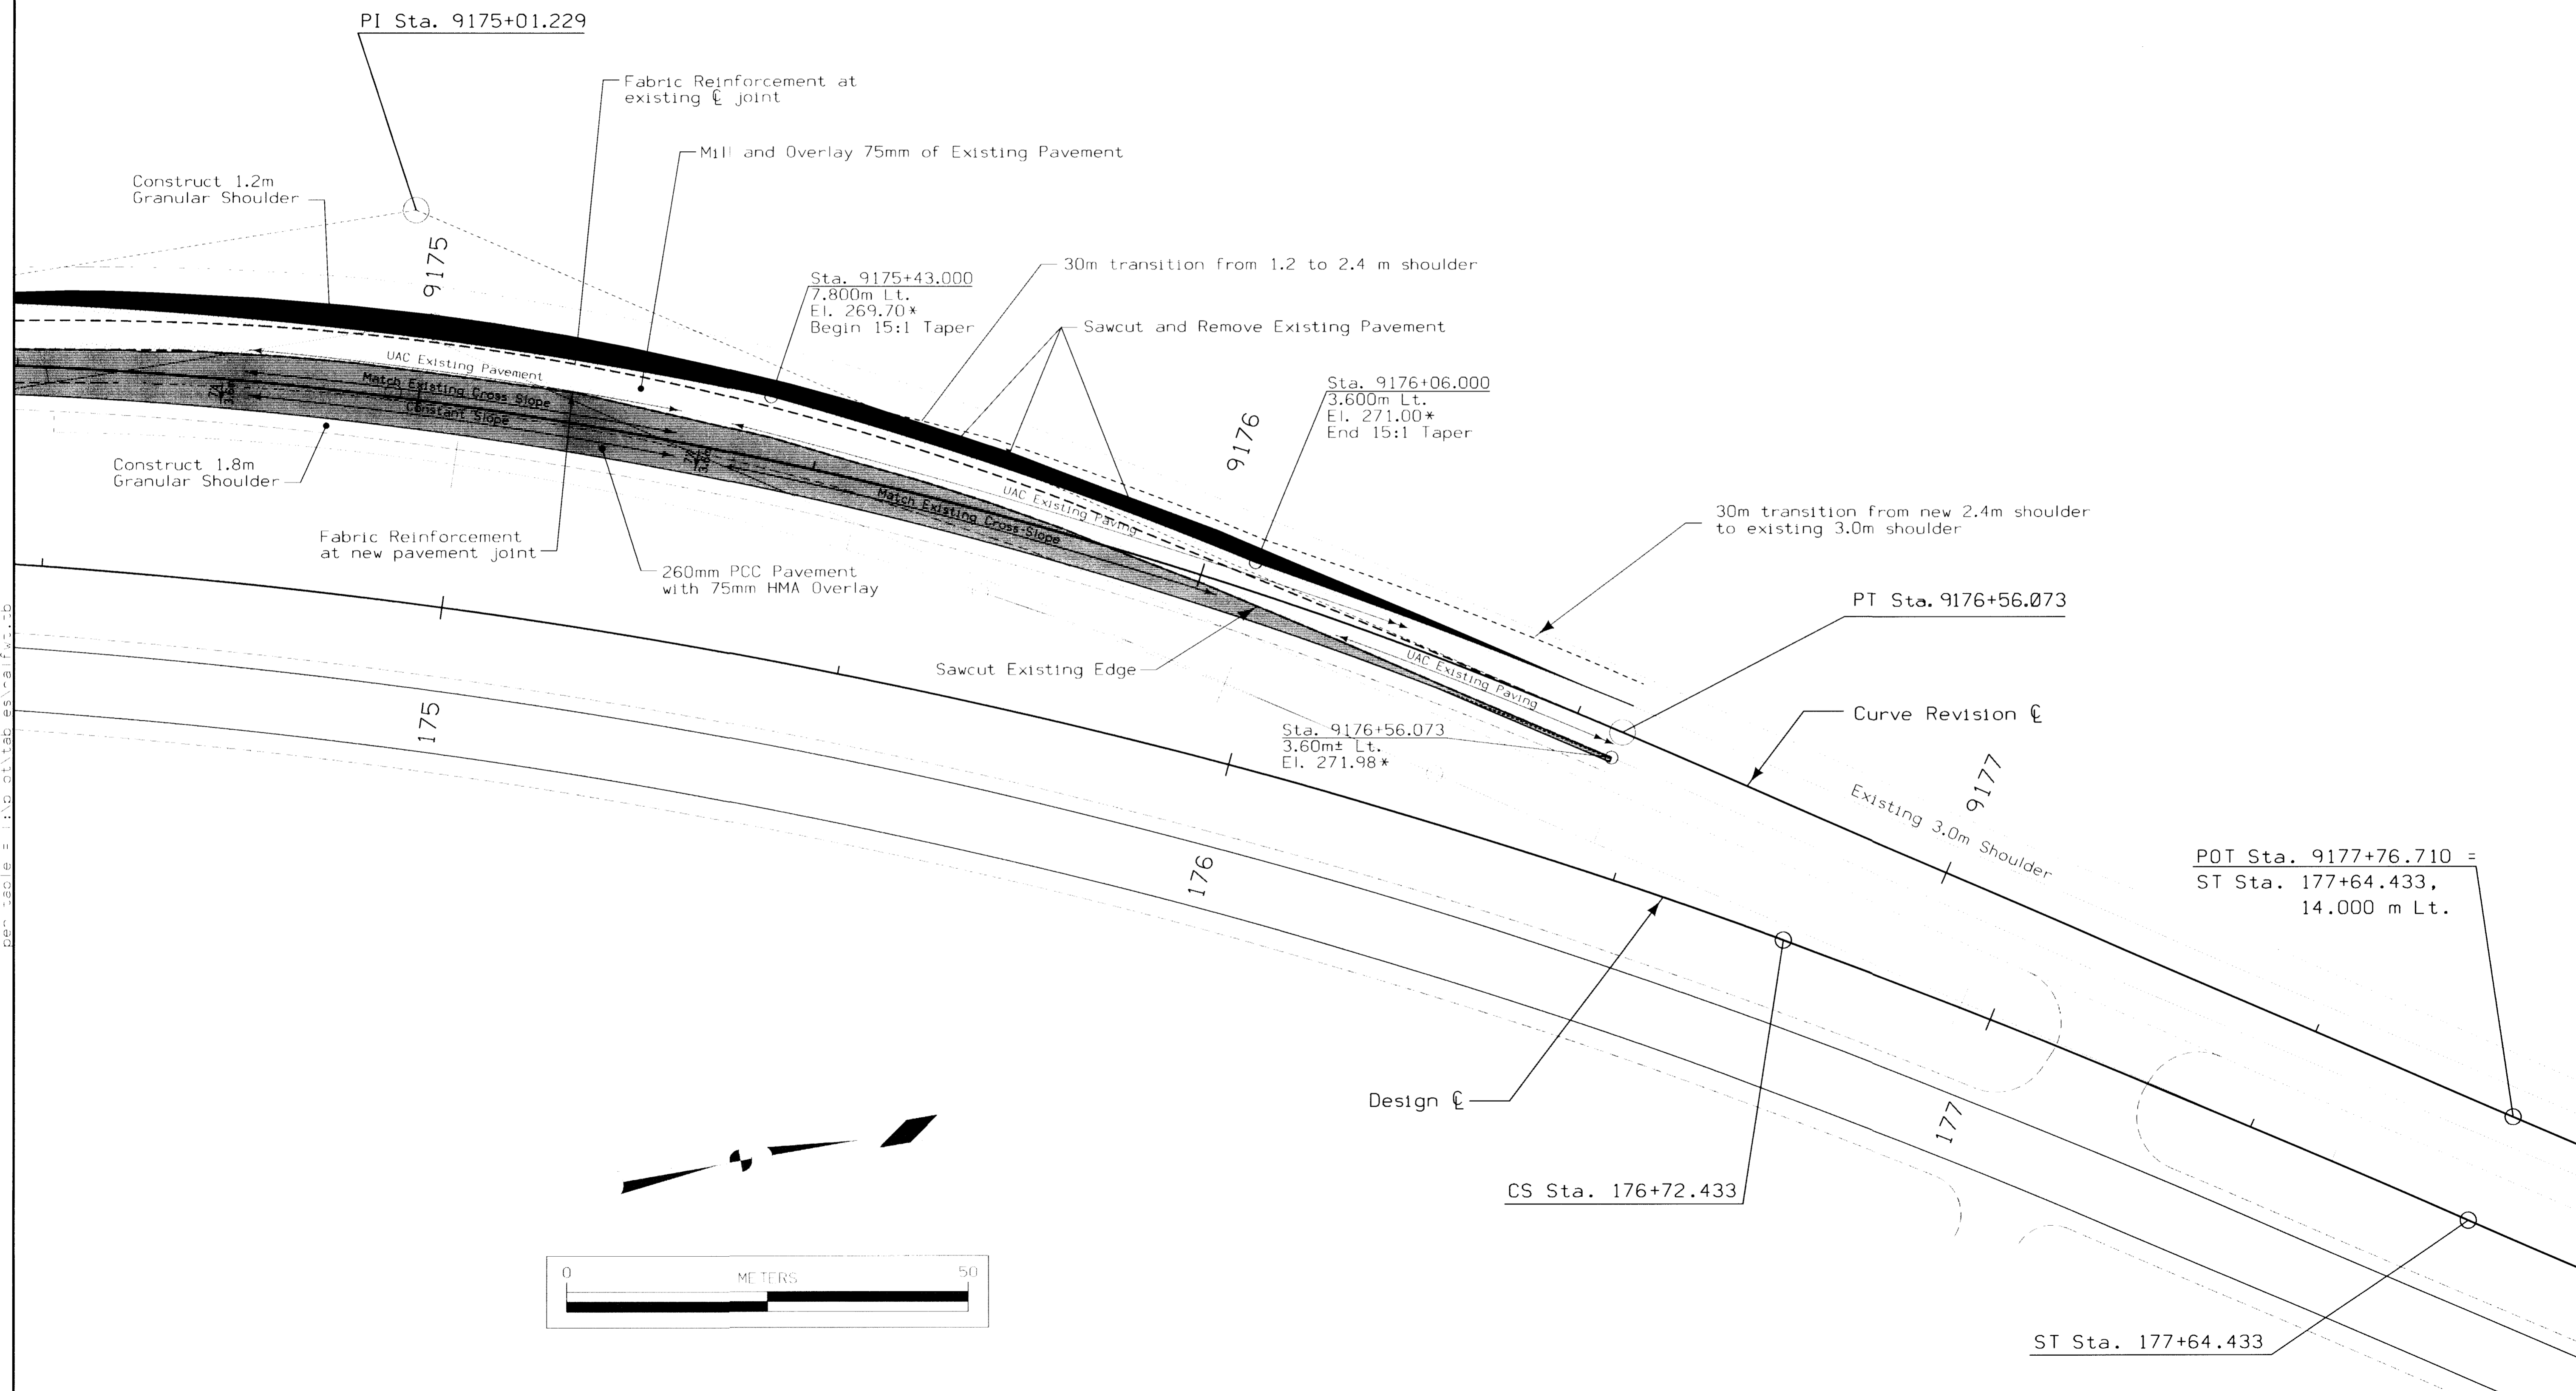 PI Sta. 9175+01.229
Fabric Reinforcement at
existing ℄ joint
Mill and Overlay 75mm of Existing Pavement
Construct 1.2m
Granular Shoulder
9175
30m transition from 1.2 to 2.4 m shoulder
Sta. 9175+43.000
7.800m Lt.
El. 269.70*
Begin 15:1 Taper
Sawcut and Remove Existing Pavement
UAC Existing Pavement
Match Existing Cross Slope
Constant Slope
Sta. 9176+06.000
3.600m Lt.
El. 271.00*
End 15:1 Taper
9176
Construct 1.8m
Granular Shoulder
UAC Existing Paving
Match Existing Cross-Slope
30m transition from new 2.4m shoulder
to existing 3.0m shoulder
Fabric Reinforcement
at new pavement joint
260mm PCC Pavement
with 75mm HMA Overlay
PT Sta. 9176+56.073
Sawcut Existing Edge
UAC Existing Paving
175
Curve Revision ℄
Sta. 9176+56.073
3.60m± Lt.
El. 271.98*
9177
Existing 3.0m Shoulder
176
POT Sta. 9177+76.710 =
ST Sta. 177+64.433,
14.000 m Lt.
Design ℄
177
CS Sta. 176+72.433
0 METERS 50
ST Sta. 177+64.433